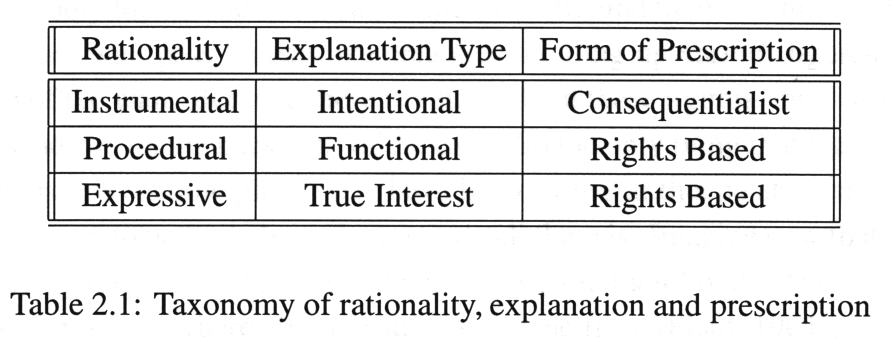 Rationality Explanation Type Form of Prescription
Instrumental Intentional Consequentialist
Procedural Functional Rights Based
Expressive True Interest Rights Based
Table 2.1: Taxonomy of rationality, explanation and prescription